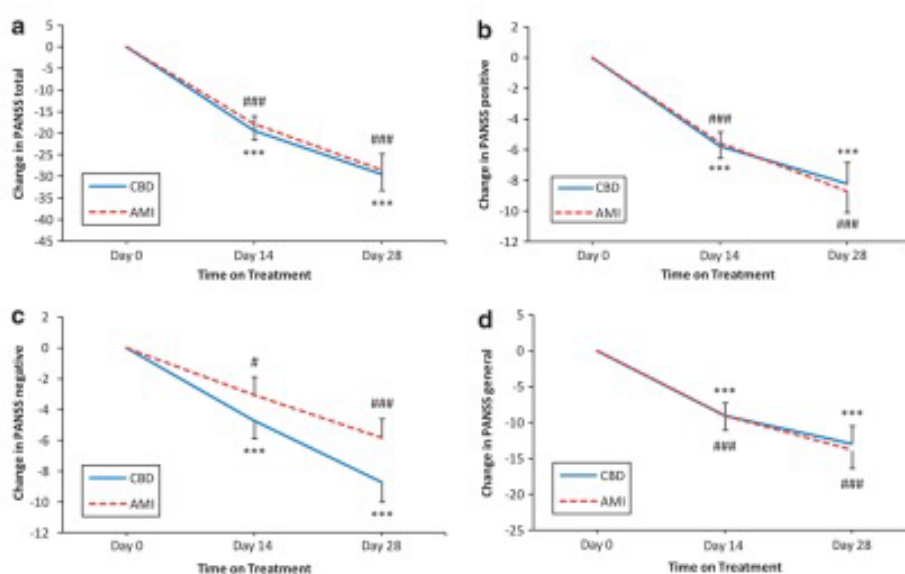 a
Change in PANSS total
5
0
-5
-10
-15
-20
-25
-30
-35
-40
-45
###
***
###
***
CBD
AMI
Day 0
Day 14
Day 28
Time on Treatment
b
Change in PANSS positive
2
0
-2
-4
-6
-8
-10
-12
###
***
***
###
CBD
AMI
Day 0
Day 14
Day 28
Time on Treatment
c
Change in PANSS negative
2
0
-2
-4
-6
-8
-10
-12
#
***
###
***
CBD
AMI
Day 0
Day 14
Day 28
Time on Treatment
d
Change in PANSS general
5
0
-5
-10
-15
-20
-25
***
###
***
###
CBD
AMI
Day 0
Day 14
Day 28
Time on Treatment